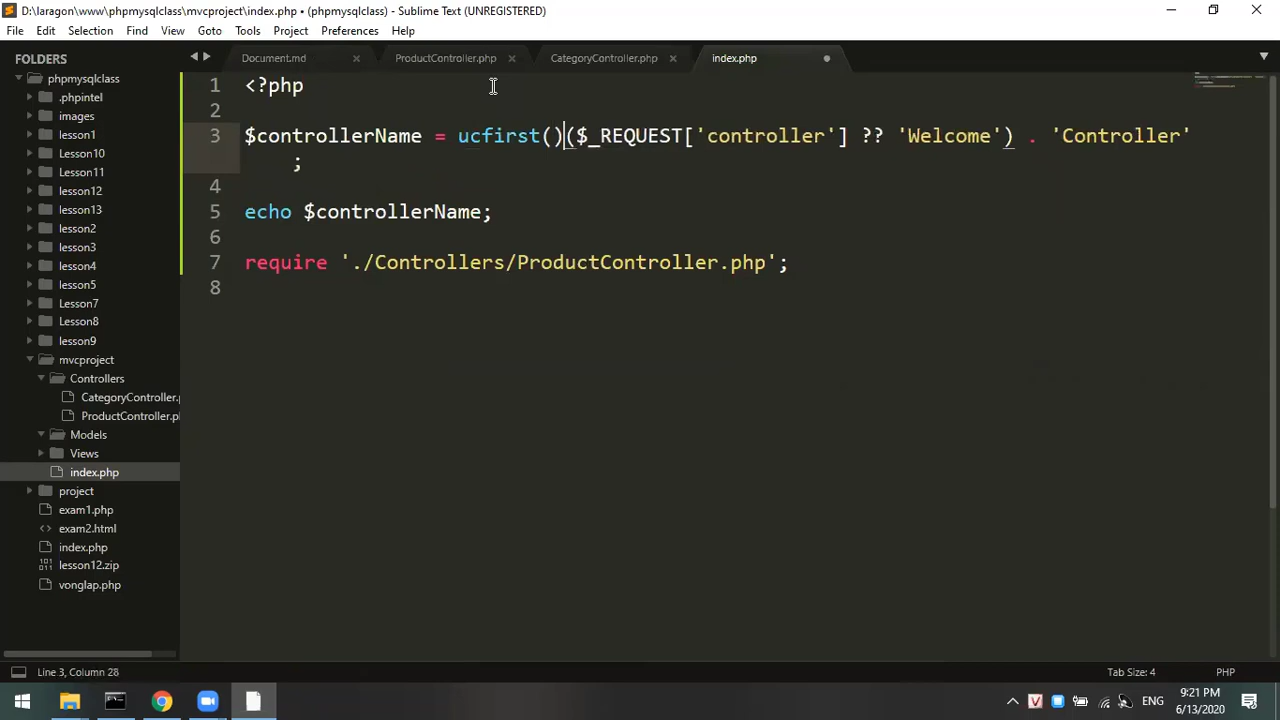 D:\laragon\www\phpmysqlclass\mvcproject\index.php • (phpmysqlclass) - Sublime Text (UNREGISTERED)
File Edit Selection Find View Goto Tools Project Preferences Help
FOLDERS
phpmysqlclass
.phpintel
images
lesson1
Lesson10
Lesson11
lesson12
lesson13
lesson2
lesson3
lesson4
lesson5
Lesson7
Lesson8
lesson9
mvcproject
Controllers
CategoryController.
ProductController.p
Models
Views
index.php
project
exam1.php
exam2.html
index.php
lesson12.zip
vonglap.php
Document.md ProductController.php CategoryController.php index.php
1 <?php
2
3 $controllerName = ucfirst()($_REQUEST['controller'] ?? 'Welcome') . 'Controller'
;
4
5 echo $controllerName;
6
7 require './Controllers/ProductController.php';
8
Line 3, Column 28 Tab Size: 4 PHP
ENG 9:21 PM
6/13/2020